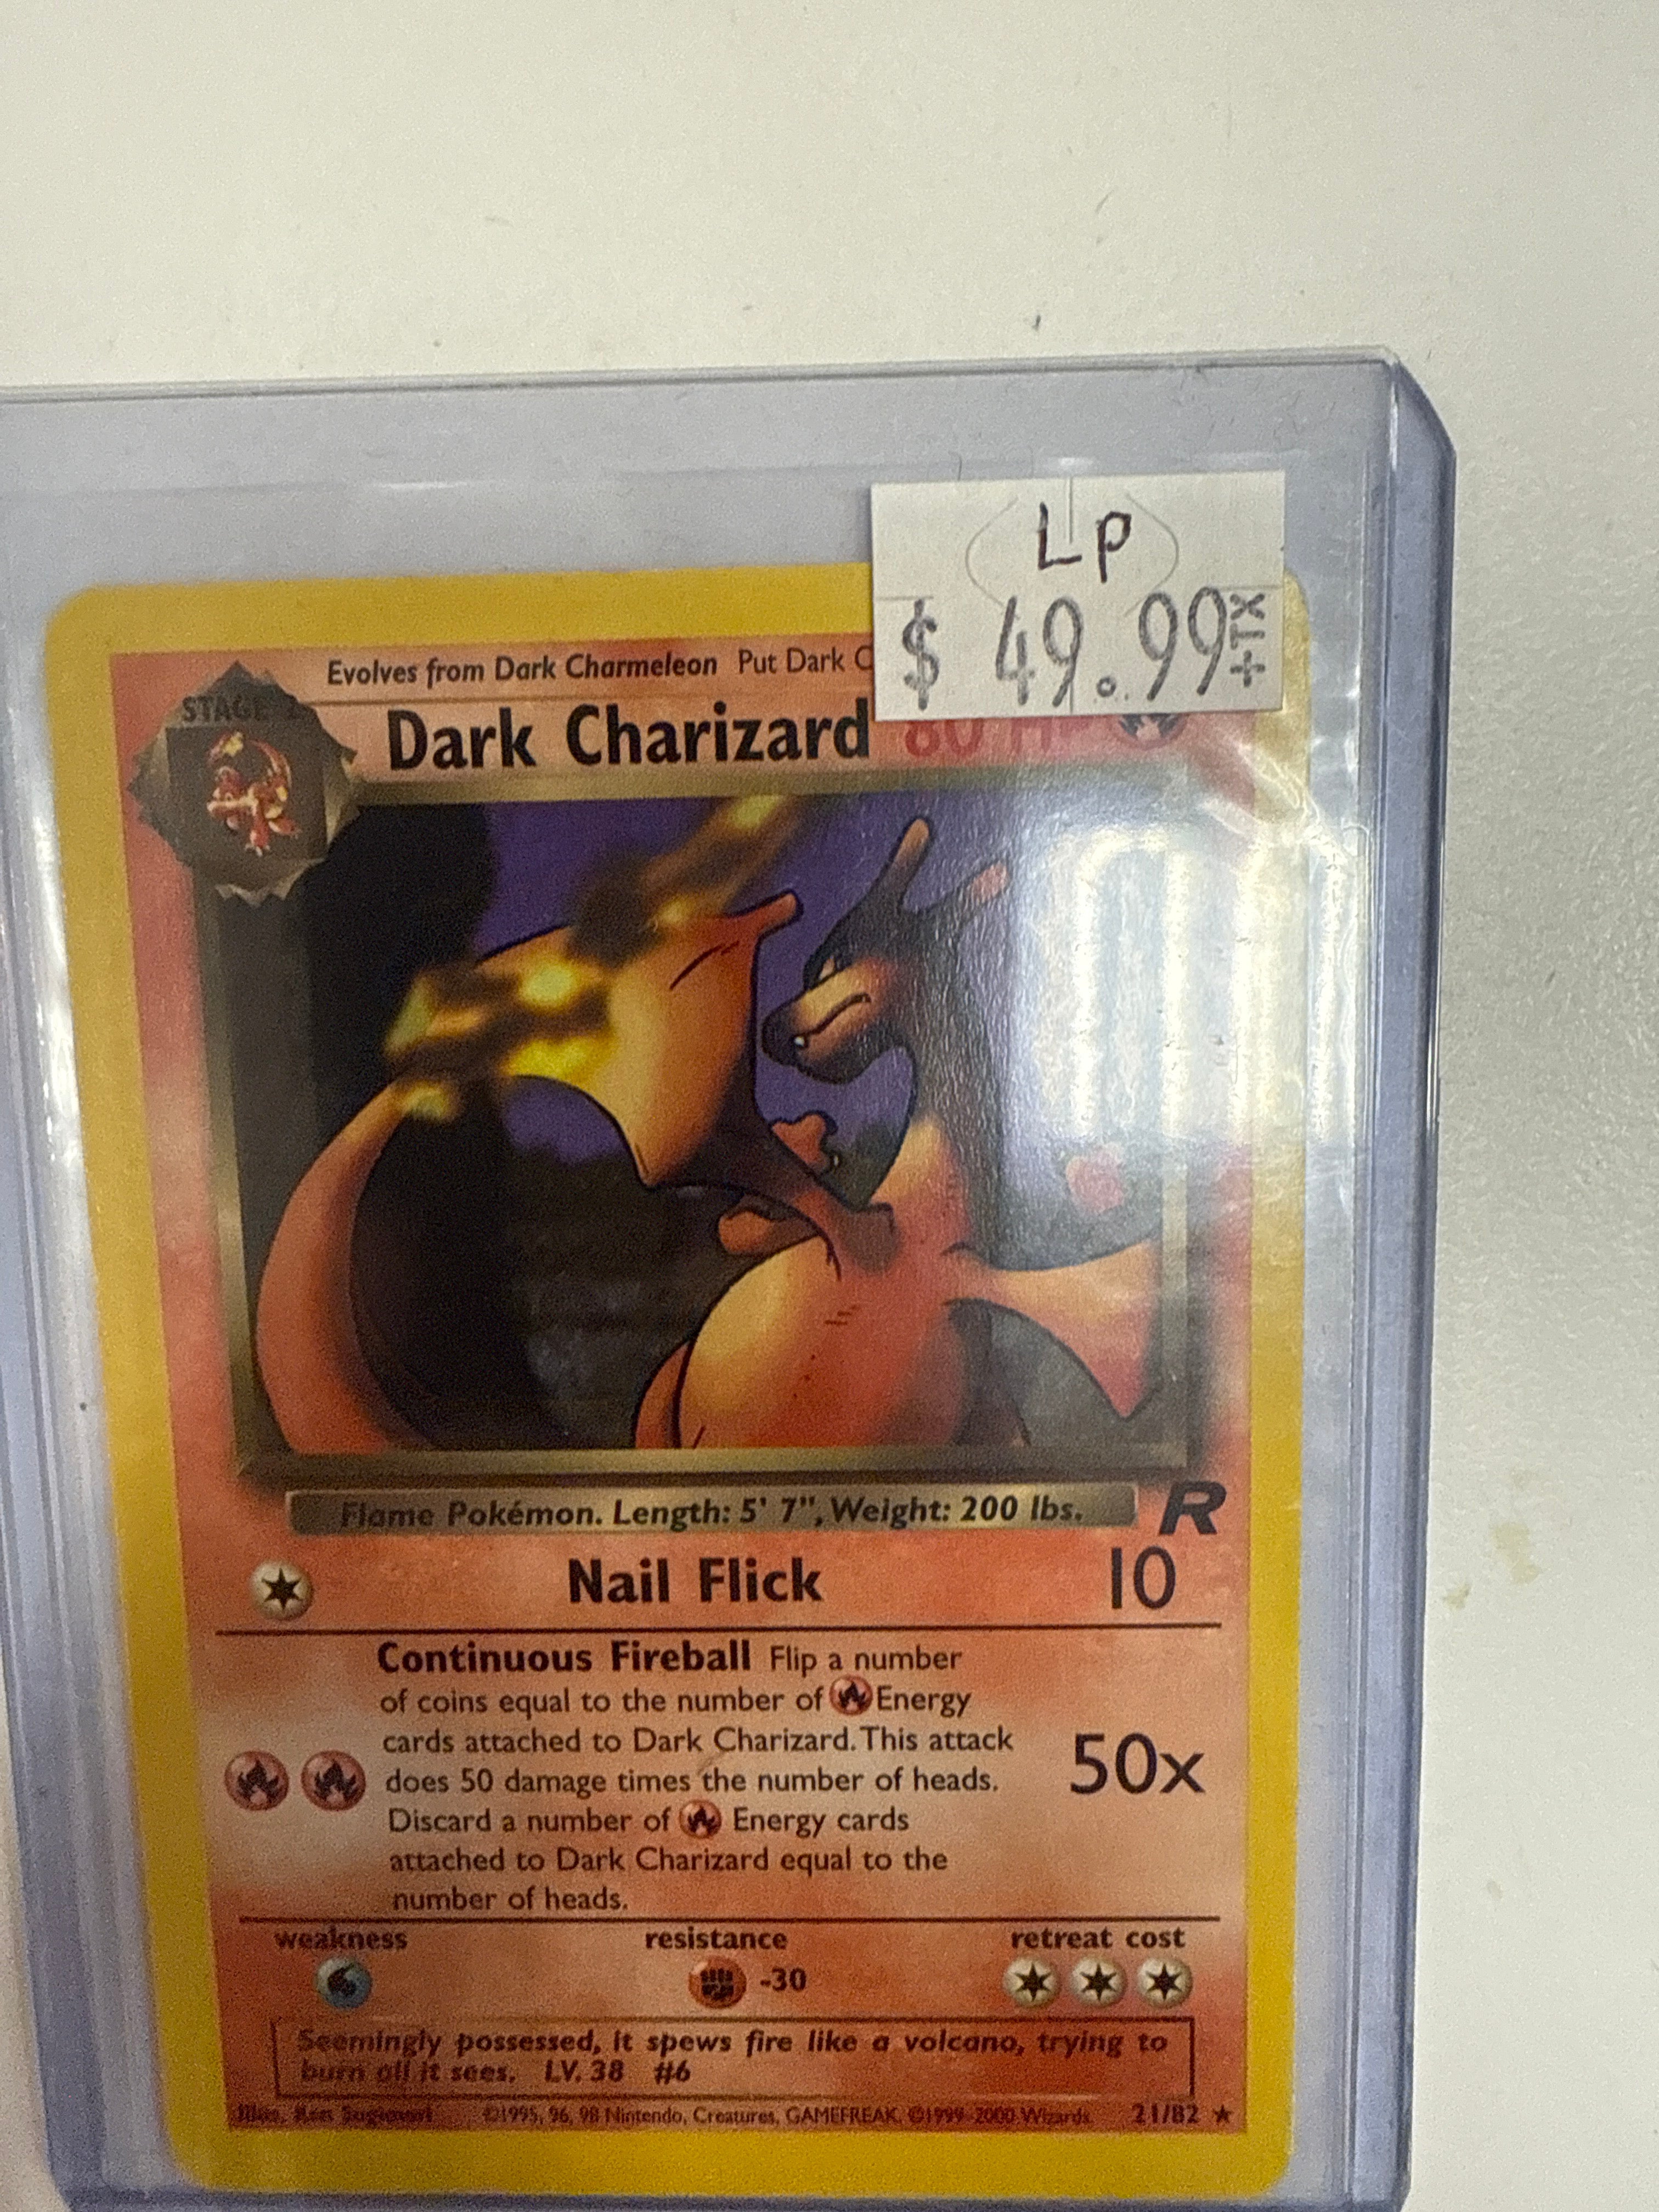 LP
$ 49.99 +TX
Evolves from Dark Charmeleon Put Dark C
STAGE
Dark Charizard 80 HP
Flame Pokémon. Length: 5' 7", Weight: 200 lbs.
R
Nail Flick 10
Continuous Fireball Flip a number
of coins equal to the number of Energy
cards attached to Dark Charizard. This attack
does 50 damage times the number of heads. 50x
Discard a number of Energy cards
attached to Dark Charizard equal to the
number of heads.
weakness resistance retreat cost
-30
Seemingly possessed, it spews fire like a volcano, trying to
burn all it sees. LV. 38 #6
Illus. Ken Sugimori ©1995, 96, 98 Nintendo, Creatures, GAMEFREAK. ©1999-2000 Wizards. 21/82